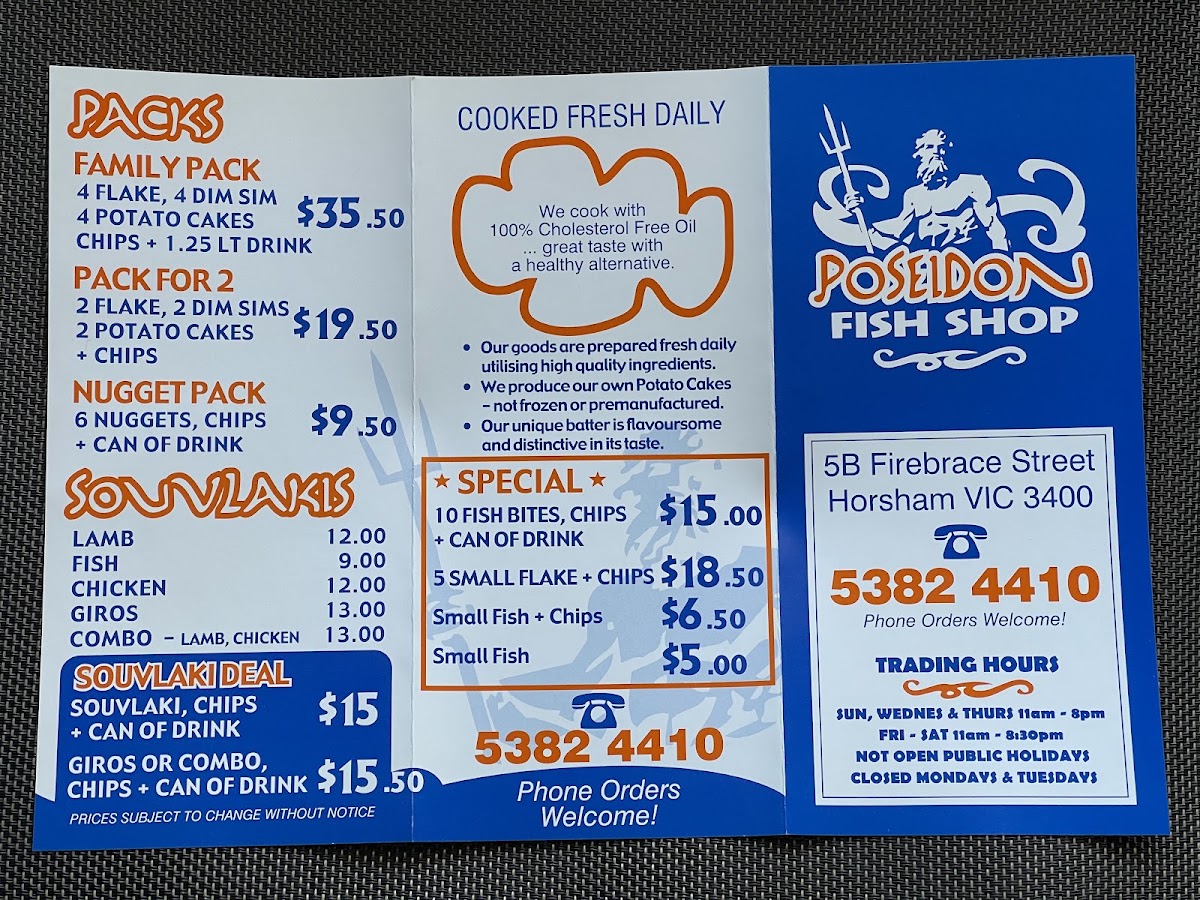 PACKS
FAMILY PACK
4 FLAKE, 4 DIM SIM
4 POTATO CAKES
CHIPS + 1.25 LT DRINK
$35.50
PACK FOR 2
2 FLAKE, 2 DIM SIMS
2 POTATO CAKES
+ CHIPS
$19.50
NUGGET PACK
6 NUGGETS, CHIPS
+ CAN OF DRINK
$9.50
SOUVLAKIS
LAMB 12.00
FISH 9.00
CHICKEN 12.00
GIROS 13.00
COMBO – LAMB, CHICKEN 13.00
SOUVLAKI DEAL
SOUVLAKI, CHIPS
+ CAN OF DRINK
$15
GIROS OR COMBO,
CHIPS + CAN OF DRINK $15.50
PRICES SUBJECT TO CHANGE WITHOUT NOTICE
COOKED FRESH DAILY
We cook with
100% Cholesterol Free Oil
... great taste with
a healthy alternative.
• Our goods are prepared fresh daily
utilising high quality ingredients.
• We produce our own Potato Cakes
– not frozen or premanufactured.
• Our unique batter is flavoursome
and distinctive in its taste.
★ SPECIAL ★
10 FISH BITES, CHIPS
+ CAN OF DRINK
$15.00
5 SMALL FLAKE + CHIPS $18.50
Small Fish + Chips $6.50
Small Fish $5.00
5382 4410
Phone Orders
Welcome!
POSEIDON
FISH SHOP
5B Firebrace Street
Horsham VIC 3400
5382 4410
Phone Orders Welcome!
TRADING HOURS
SUN, WEDNES & THURS 11am - 8pm
FRI - SAT 11am - 8:30pm
NOT OPEN PUBLIC HOLIDAYS
CLOSED MONDAYS & TUESDAYS